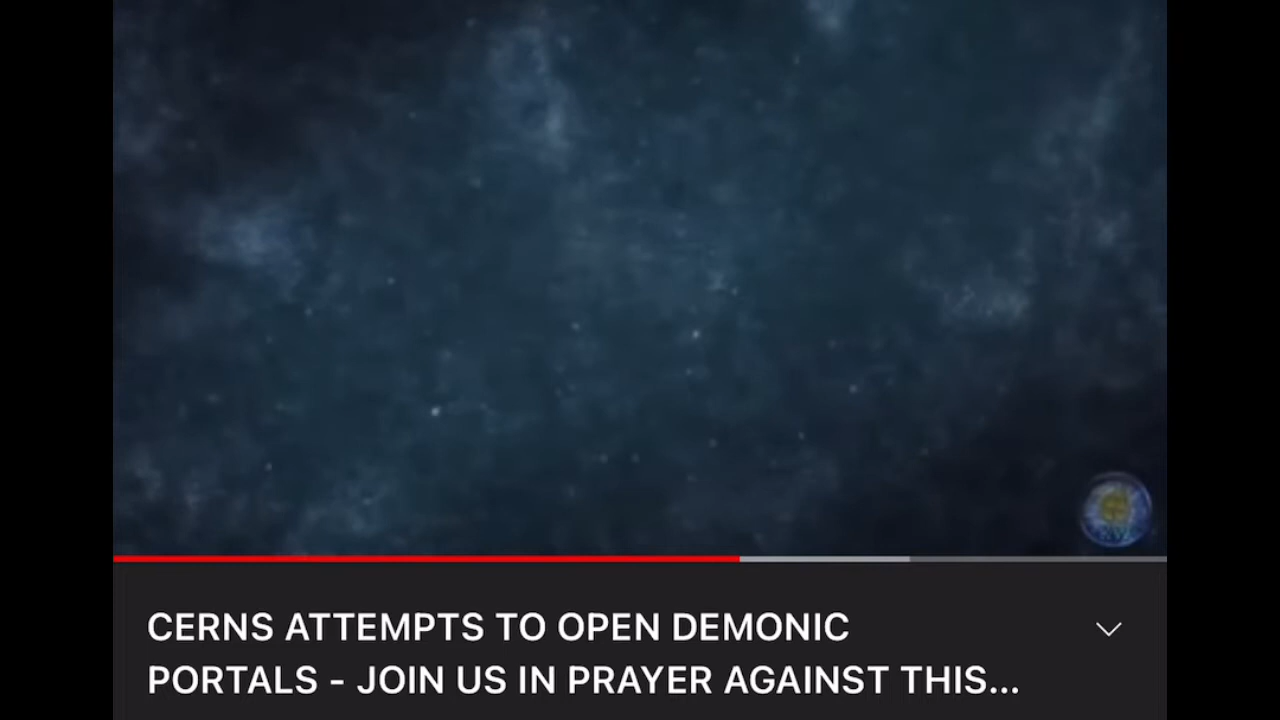 CERNS ATTEMPTS TO OPEN DEMONIC
PORTALS - JOIN US IN PRAYER AGAINST THIS...